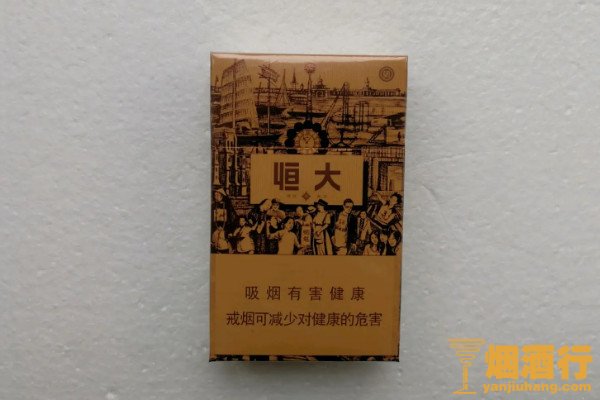 恒大
吸烟有害健康
戒烟可减少对健康的危害
烟酒行
yanjiuhang.com